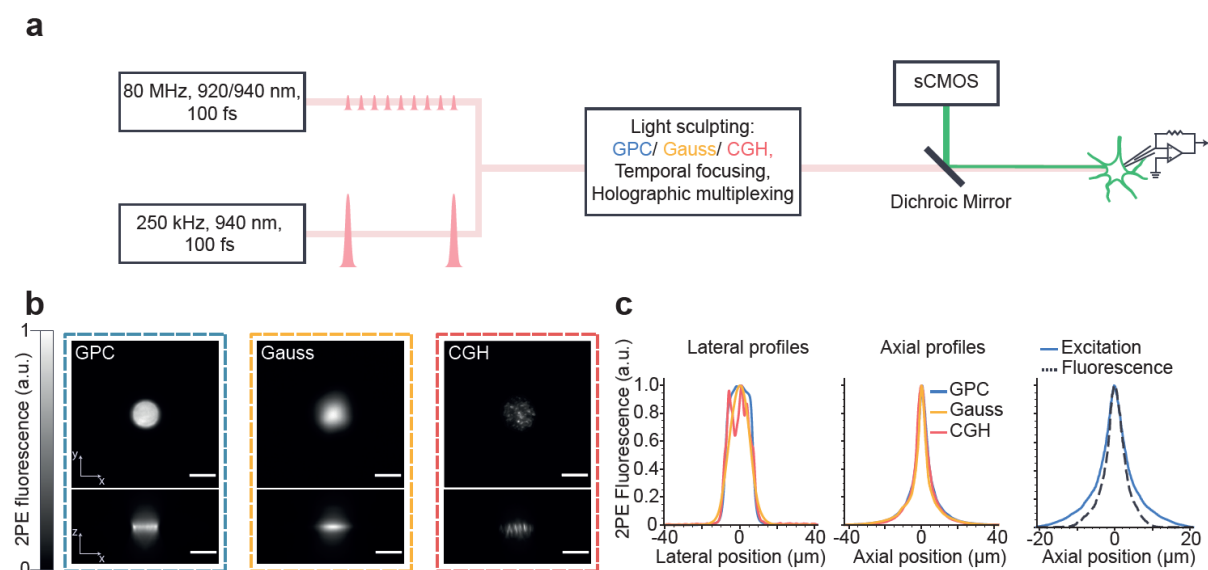 a
80 MHz, 920/940 nm,
100 fs
250 kHz, 940 nm,
100 fs
Light sculpting:
GPC/ Gauss/ CGH,
Temporal focusing,
Holographic multiplexing
sCMOS
Dichroic Mirror
b
1
2PE fluorescence (a.u.)
0
GPC
y
x
z
x
Gauss
CGH
c
Lateral profiles
Axial profiles
Excitation
Fluorescence
GPC
Gauss
CGH
2PE Fluorescence (a.u.)
1.0
0.8
0.6
0.4
0.2
0
-40 0 40
Lateral position (μm)
-40 0 40
Axial position (μm)
-20 0 20
Axial position (μm)